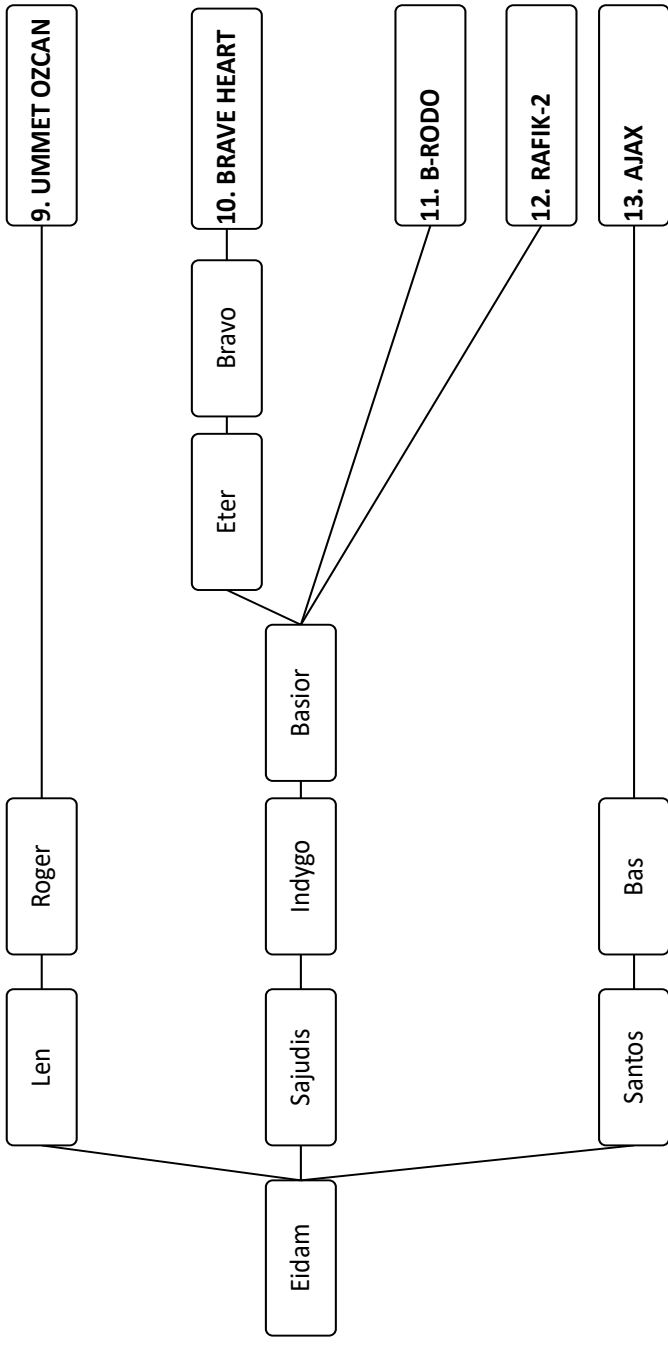 Eidam
Len
Roger
9. UMMET OZCAN
Sajudis
Indygo
Basior
Eter
Bravo
10. BRAVE HEART
11. B-RODO
12. RAFIK-2
Santos
Bas
13. AJAX